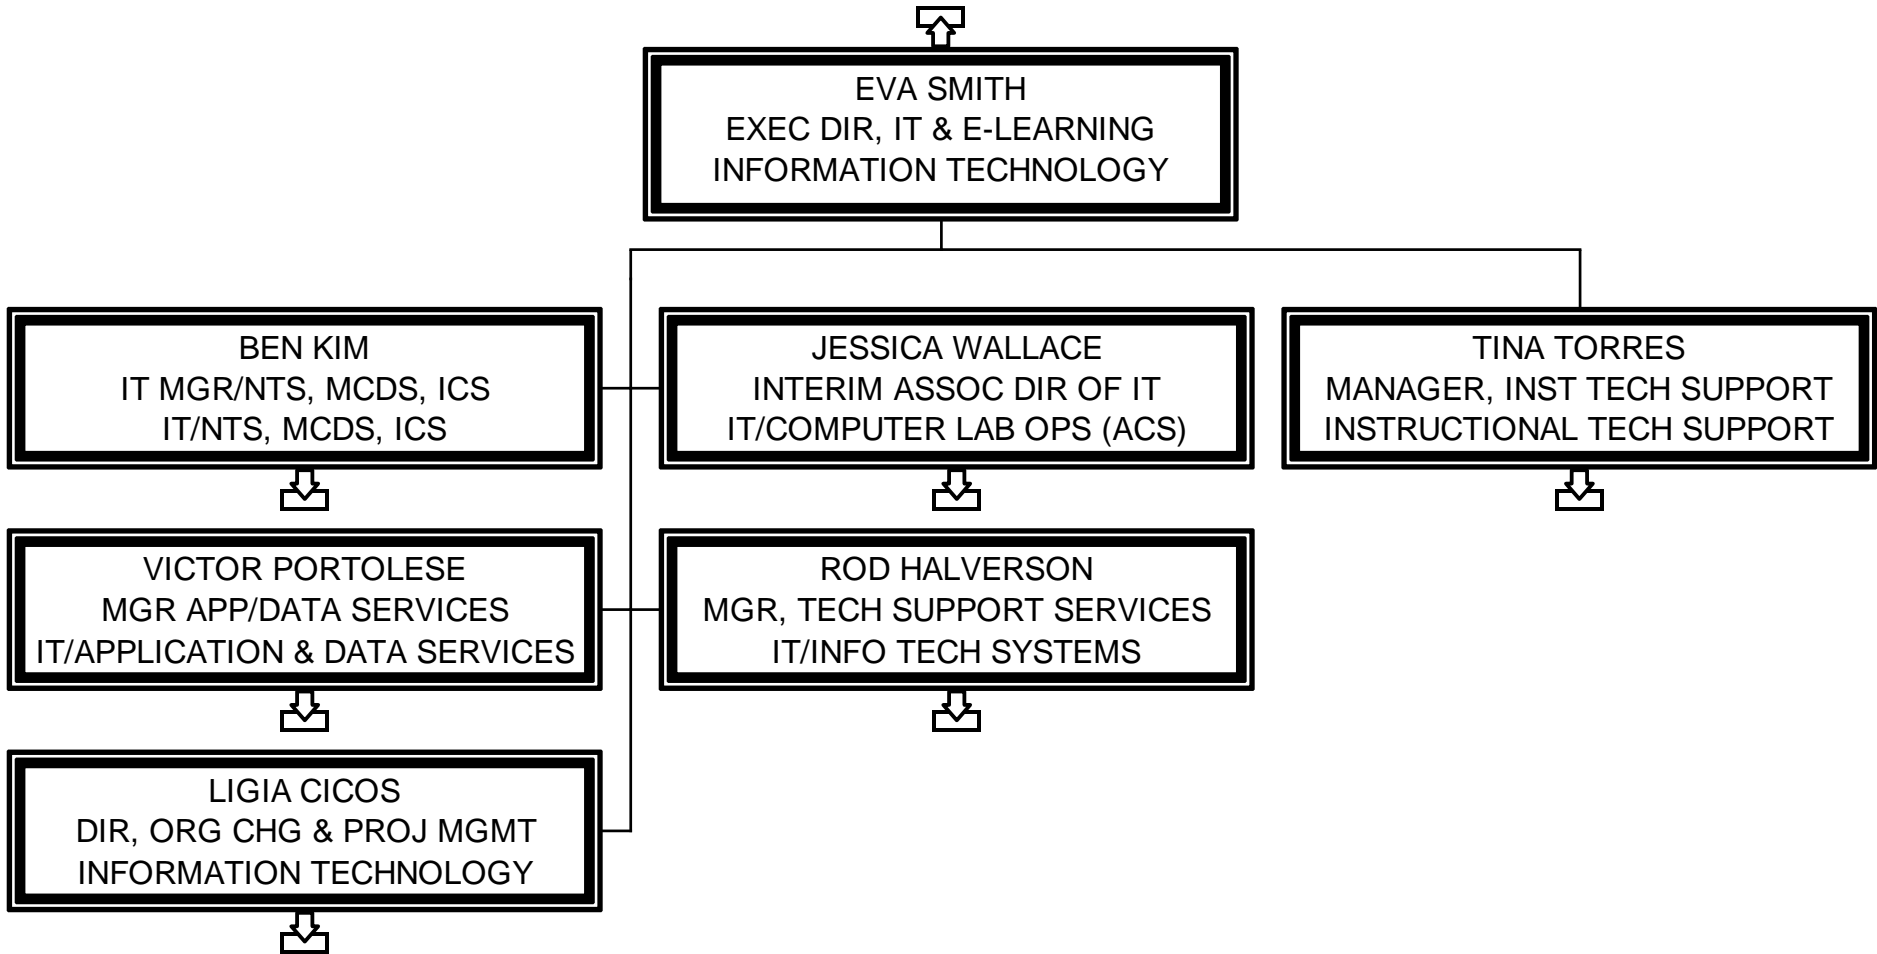 EVA SMITH
EXEC DIR, IT & E-LEARNING
INFORMATION TECHNOLOGY
BEN KIM
IT MGR/NTS, MCDS, ICS
IT/NTS, MCDS, ICS
JESSICA WALLACE
INTERIM ASSOC DIR OF IT
IT/COMPUTER LAB OPS (ACS)
TINA TORRES
MANAGER, INST TECH SUPPORT
INSTRUCTIONAL TECH SUPPORT
VICTOR PORTOLESE
MGR APP/DATA SERVICES
IT/APPLICATION & DATA SERVICES
ROD HALVERSON
MGR, TECH SUPPORT SERVICES
IT/INFO TECH SYSTEMS
LIGIA CICOS
DIR, ORG CHG & PROJ MGMT
INFORMATION TECHNOLOGY